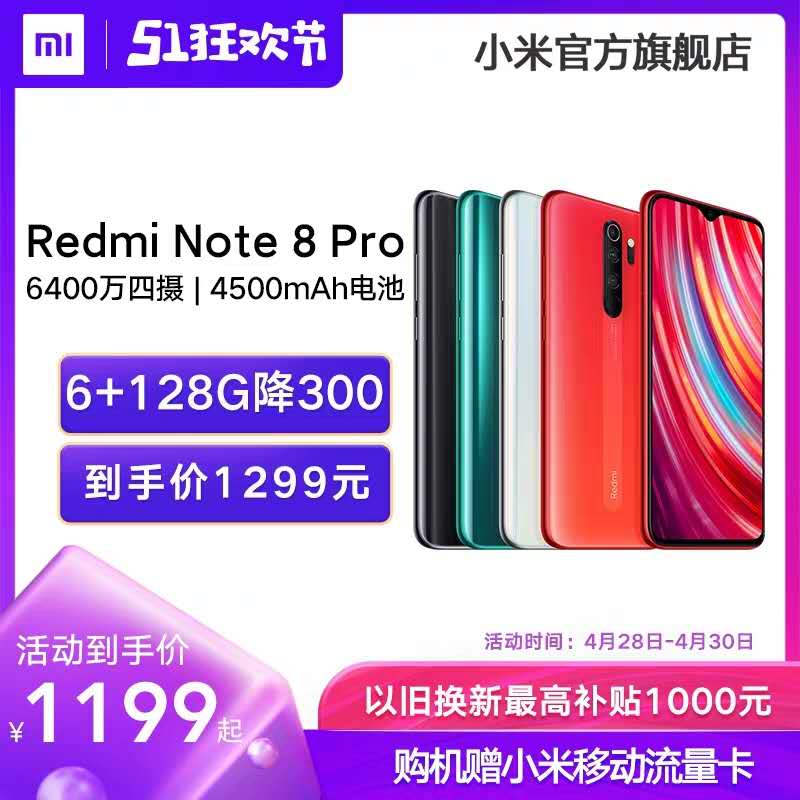 mi
51狂欢节
小米官方旗舰店
Redmi Note 8 Pro
6400万四摄 | 4500mAh电池
6+128G降300
到手价1299元
Redmi
活动时间：4月28日-4月30日
活动到手价
¥1199起
以旧换新最高补贴1000元
购机赠小米移动流量卡